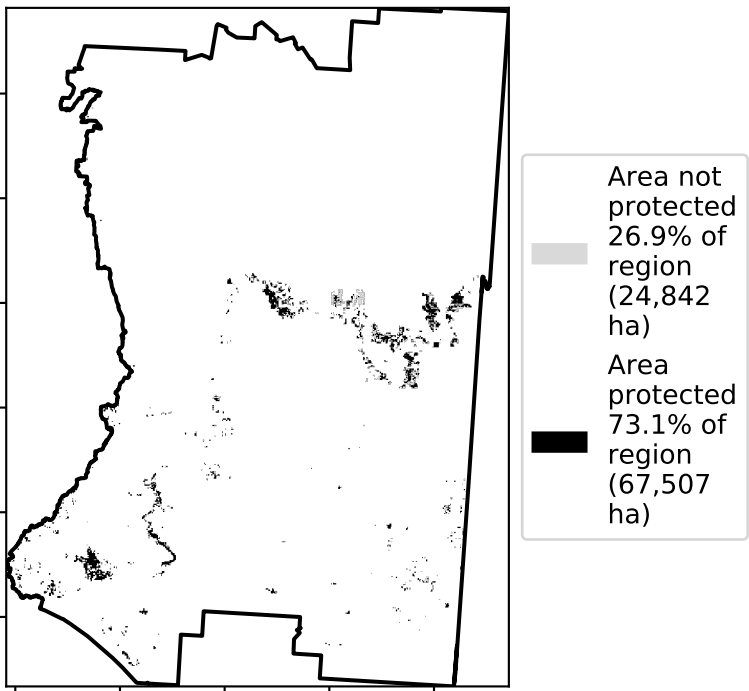 Area not
protected
26.9% of
region
(24,842
ha)
Area
protected
73.1% of
region
(67,507
ha)